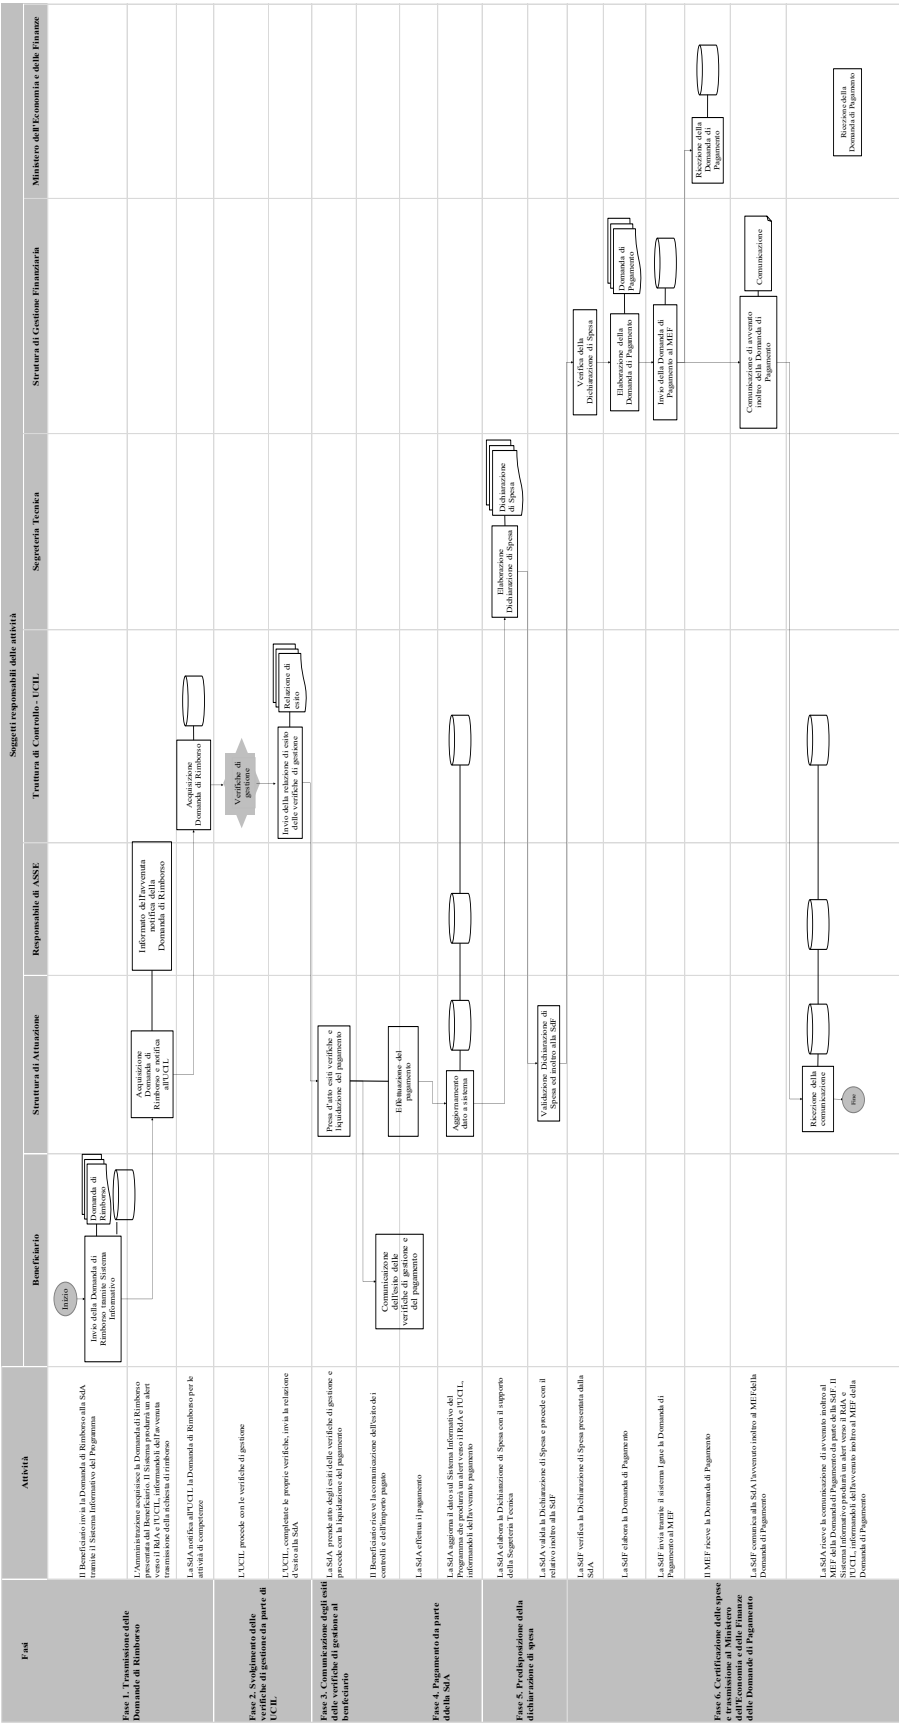 Fasi
Attività
Soggetti responsabili delle attività
Beneficiario
Struttura di Attuazione
Responsabile di ASSE
Truttura di Controllo - UCIL
Segreteria Tecnica
Struttura di Gestione Finanziaria
Ministero dell'Economia e delle Finanze
Fase 1. Trasmissione delle
Domande di Rimborso
Il Beneficiario invia la Domanda di Rimborso alla SdA
tramite il Sistema Informativo del Programma
Inizio
Invio della Domanda di
Rimborso tramite Sistema
Informativo
Domanda di
Rimborso
L'Amministrazione acquisisce la Domanda di Rimborso
presentata dal Beneficiario. Il Sistema produrrà un alert
verso il RdA e l'UCIL, informandoli dell'avvenuta
trasmissione della richiesta di rimborso
Acquisizione
Domanda di
Rimborso e notifica
all'UCIL
Informato dell'avvenuta
notifica della
Domanda di Rimborso
La SdA notifica all'UCIL la Domanda di Rimborso per le
attività di competenze
Acquisizione
Domanda di Rimborso
Fase 2. Svolgimento delle
verifiche di gestione da parte di
UCIL
L'UCIL procede con le verifiche di gestione
Verifiche di
gestione
L'UCIL, completate le proprie verifiche, invia la relazione
d'esito alla SdA
Invio della relazione di esito
delle verifiche di gestione
Relazione di
esito
Fase 3. Comunicazione degli esiti
delle verifiche di gestione al
benfeciario
La SdA prende atto degli esiti delle verifiche di gestione e
procede con la liquidazione del pagamento
Presa d'atto esiti verifiche e
liquidazione del pagamento
Il Beneficiario riceve la comunicazione dell'esito dei
controlli e dell'importo pagato
Comunicaizone
dell'esito delle
verifiche di gestione e
del pagamento
Fase 4. Pagamento da parte
ddella SdA
La SdA effettua il pagamento
Effettuazione del
pagamento
La SdA aggiorna il dato sul Sistema Informativo del
Programma che produrrà un alert verso il RdA e l'UCIL,
informandoli dell'avvenuto pagamento
Aggiornamento
dato a sistema
Fase 5. Predisposizione della
dichiarazione di spesa
La SdA elabora la Dichiarazione di Spesa con il supporto
della Segreteria Tecnica
Elaborazione
Dichiarazione di Spesa
Dichiarazione
di Spesa
La SdA valida la Dichiarazione di Spesa e procede con il
relativo inoltro alla SdF
Validazione Dichiarazione di
Spesa ed inoltro alla SdF
Fase 6. Certificazione delle spese
e trasmissione al Ministero
dell'Economia e delle Finanze
delle Domande di Pagamento
La SdF verifica la Dichiarazione di Spesa presentata dalla
SdA
Verifica della
Dichiarazione di Spesa
La SdF elabora la Domanda di Pagamento
Elaborazione della
Domanda di Pagamento
Domanda di
Pagamento
La SdF invia tramite il sistema Igrue la Domanda di
Pagamento al MEF
Invio della Domanda di
Pagamento al MEF
Il MEF riceve la Domanda di Pagamento
Ricezione della
Domanda di
Pagamento
La SdF comunica alla SdA l'avvenuto inoltro al MEF della
Domanda di Pagamento
Comunicazione di avvenuto
inoltro della Domanda di
Pagamento
Comunicazione
La SdA riceve la comunicazione di avvenuto inoltro al
MEF della Domanda di Pagamento da parte della SdF. Il
Sistema Informativo produrrà un alert verso il RdA e
l'UCIL, informandoli dell'avvenuto inoltro al MEF della
Domanda di Pagamento
Ricezione della
comunicazione
Fine
Ricezione della
Domanda di Pagamento